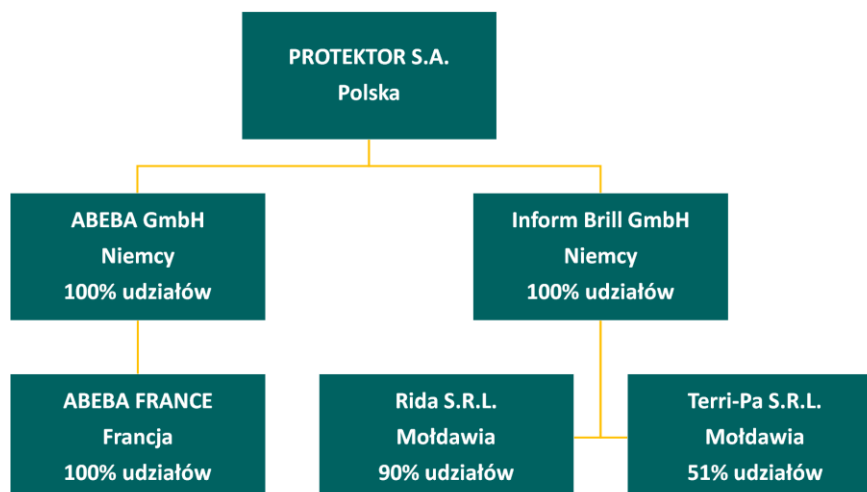 PROTEKTOR S.A.
Polska
ABEBA GmbH
Niemcy
100% udziałów
Inform Brill GmbH
Niemcy
100% udziałów
ABEBA FRANCE
Francja
100% udziałów
Rida S.R.L.
Mołdawia
90% udziałów
Terri-Pa S.R.L.
Mołdawia
51% udziałów